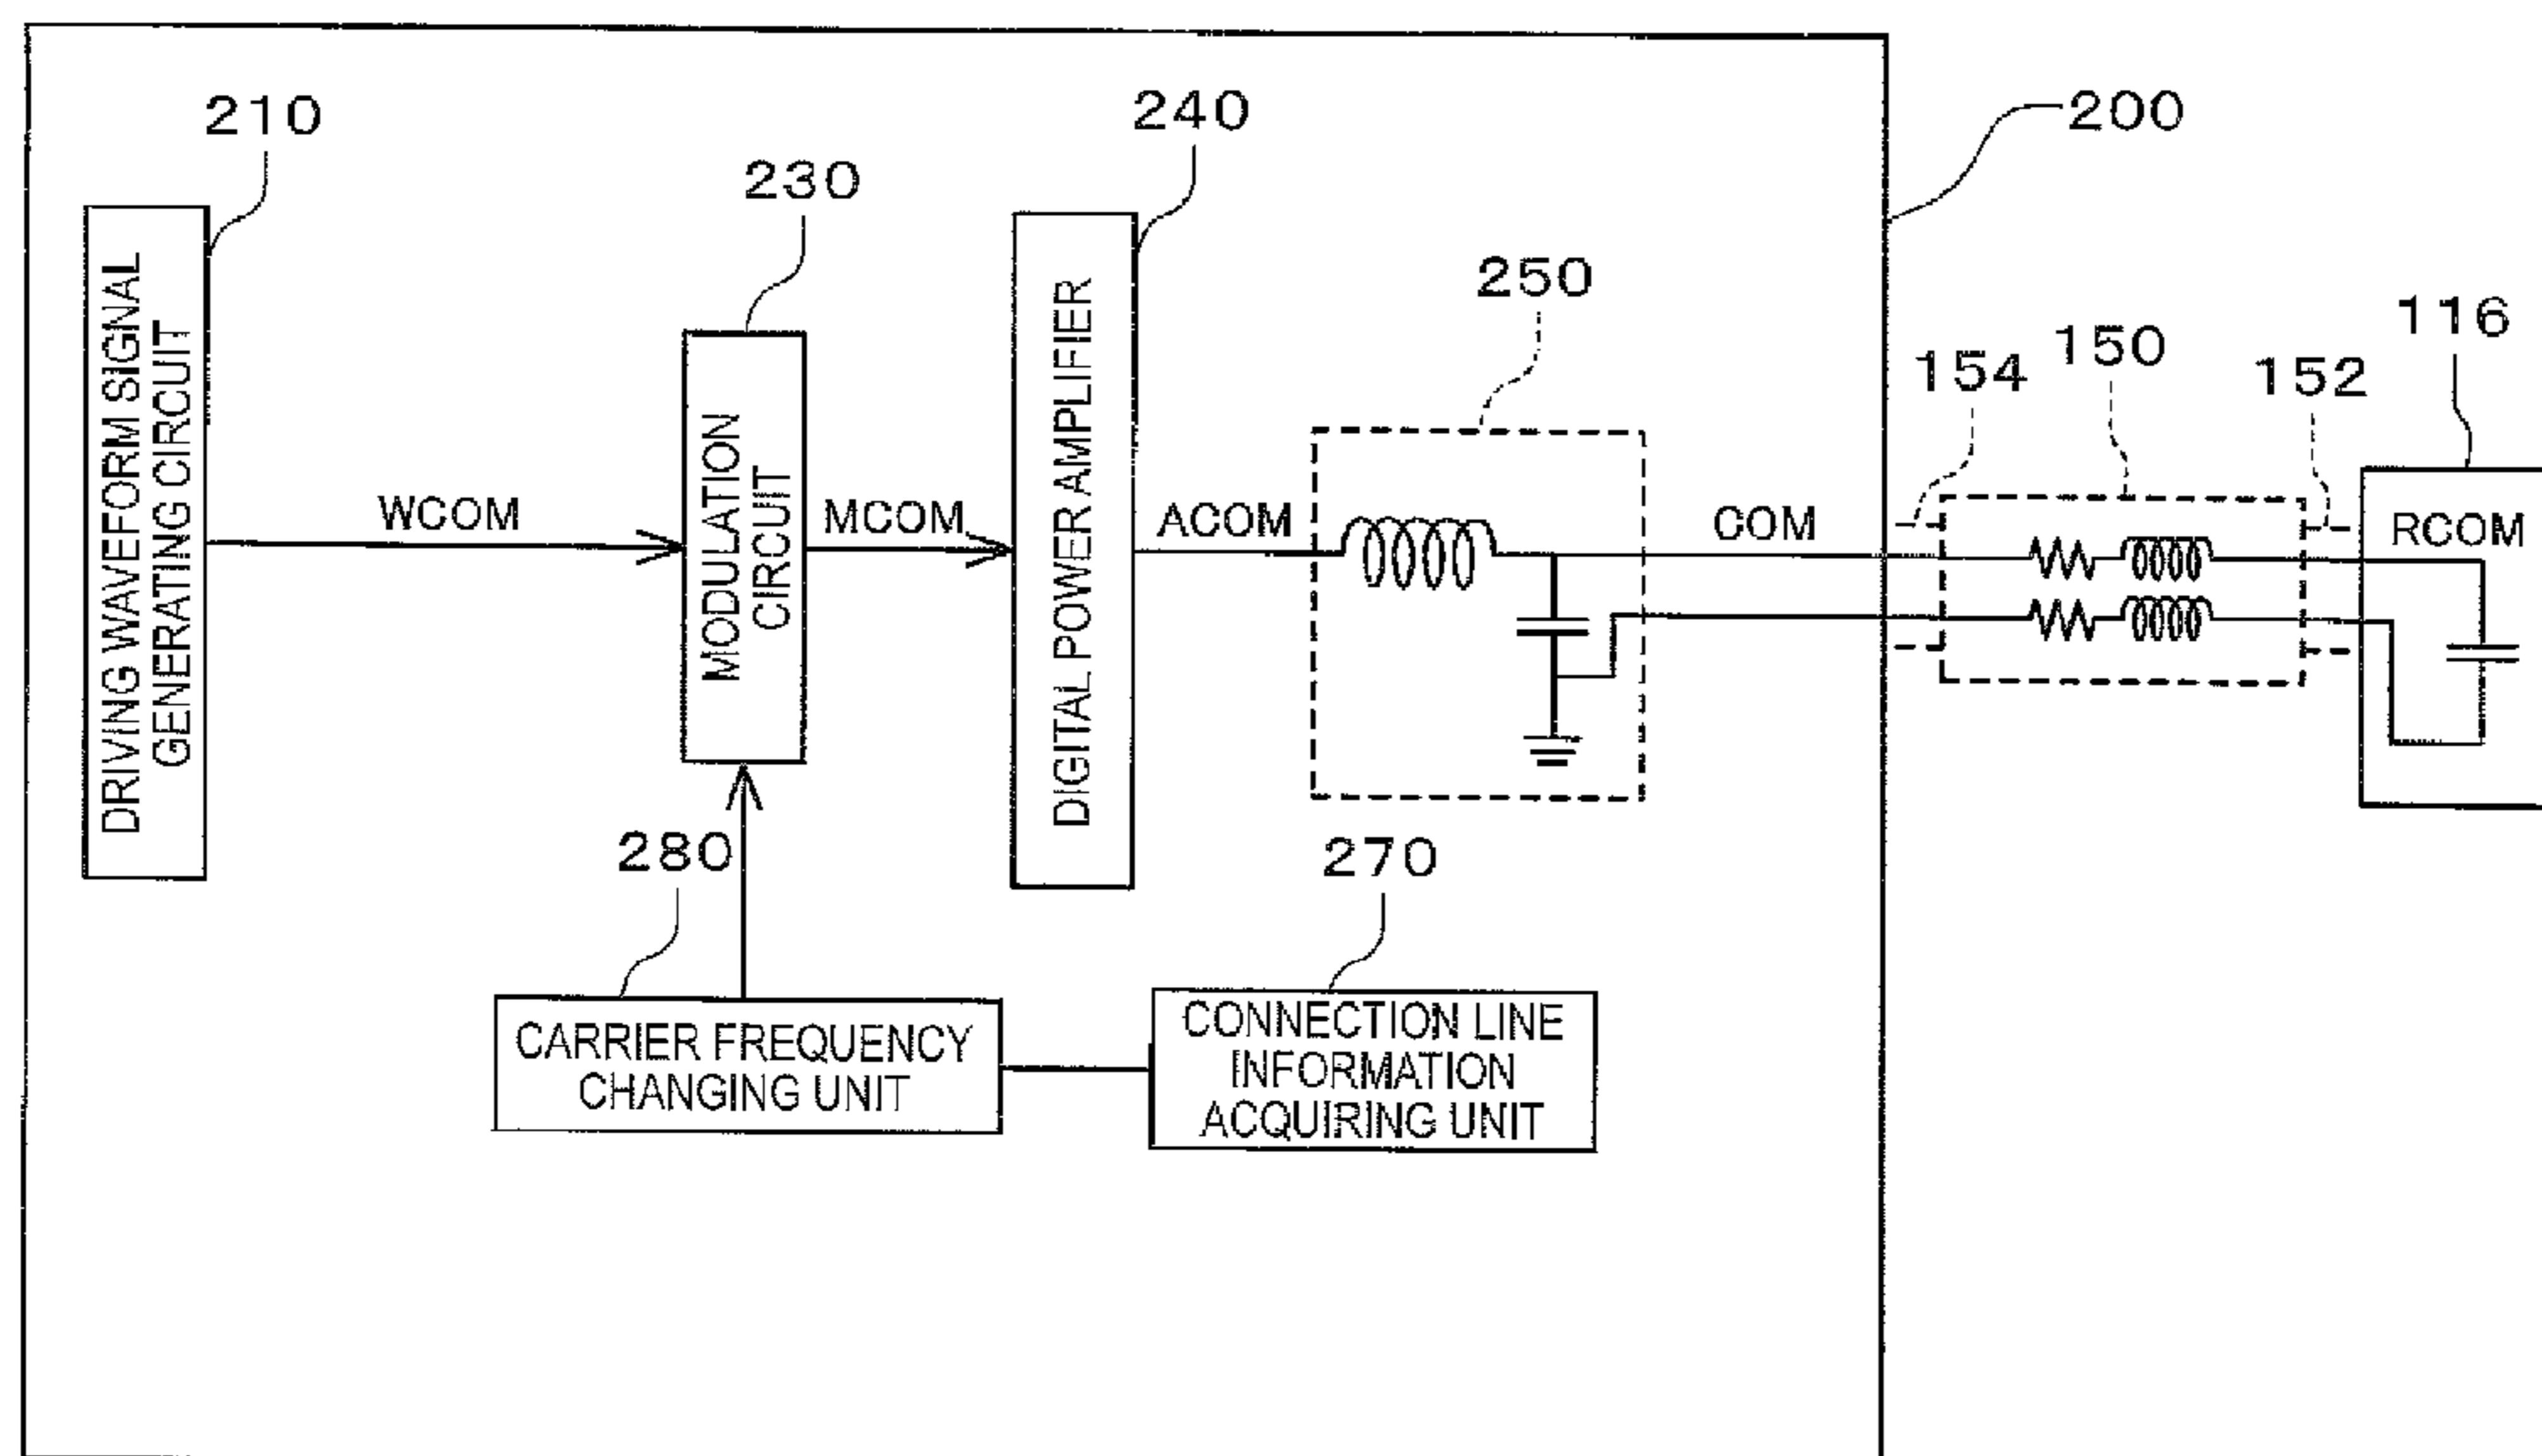 210
240
200
230
250
116
150
154
152
DRIVING WAVEFORM SIGNAL
GENERATING CIRCUIT
WCOM
MODULATION
CIRCUIT
MCOM
DIGITAL POWER AMPLIFIER
ACOM
COM
RCOM
280
270
CARRIER FREQUENCY
CHANGING UNIT
CONNECTION LINE
INFORMATION
ACQUIRING UNIT